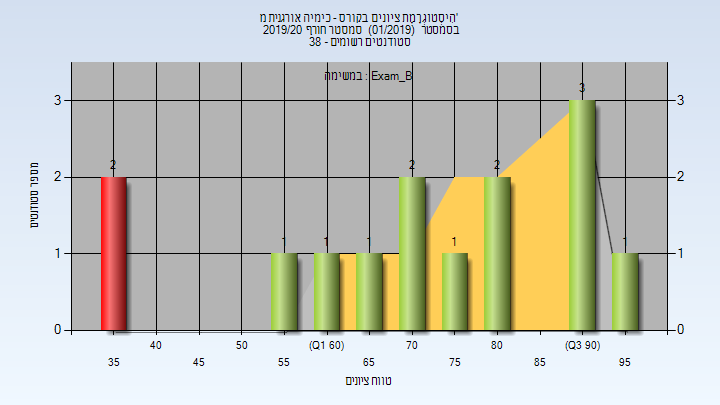 היסטוגרמת ציונים בקורס - כימיה אורגנית מ'
בסמסטר (01/2019) סמסטר חורף 2019/20
סטודנטים רשומים - 38
במשימה : Exam_B
מספר סטודנטים
3 3
2 2
1 1
0 0
2 1 1 1 2 1 2 3 1
40 50 (Q1 60) 70 80 (Q3 90)
35 45 55 65 75 85 95
טווח ציונים